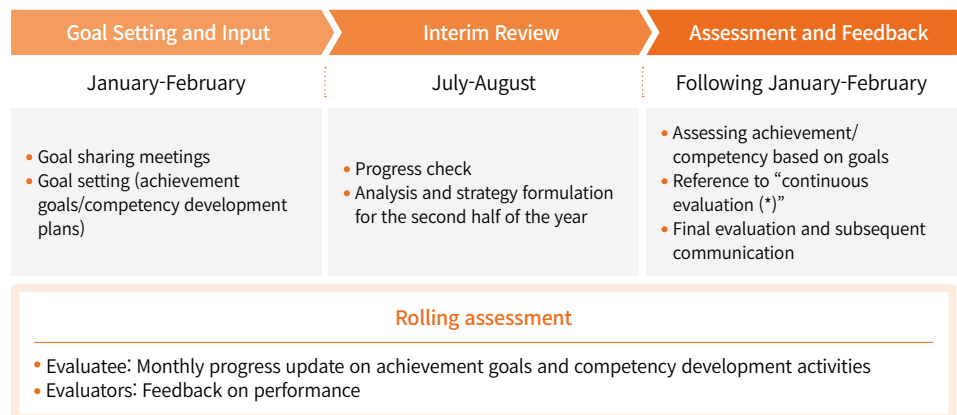 Goal Setting and Input
Interim Review
Assessment and Feedback
January-February
July-August
Following January-February
• Goal sharing meetings
• Goal setting (achievement
goals/competency development
plans)
• Progress check
• Analysis and strategy formulation
for the second half of the year
• Assessing achievement/
competency based on goals
• Reference to “continuous
evaluation (*)”
• Final evaluation and subsequent
communication
Rolling assessment
• Evaluatee: Monthly progress update on achievement goals and competency development activities
• Evaluators: Feedback on performance